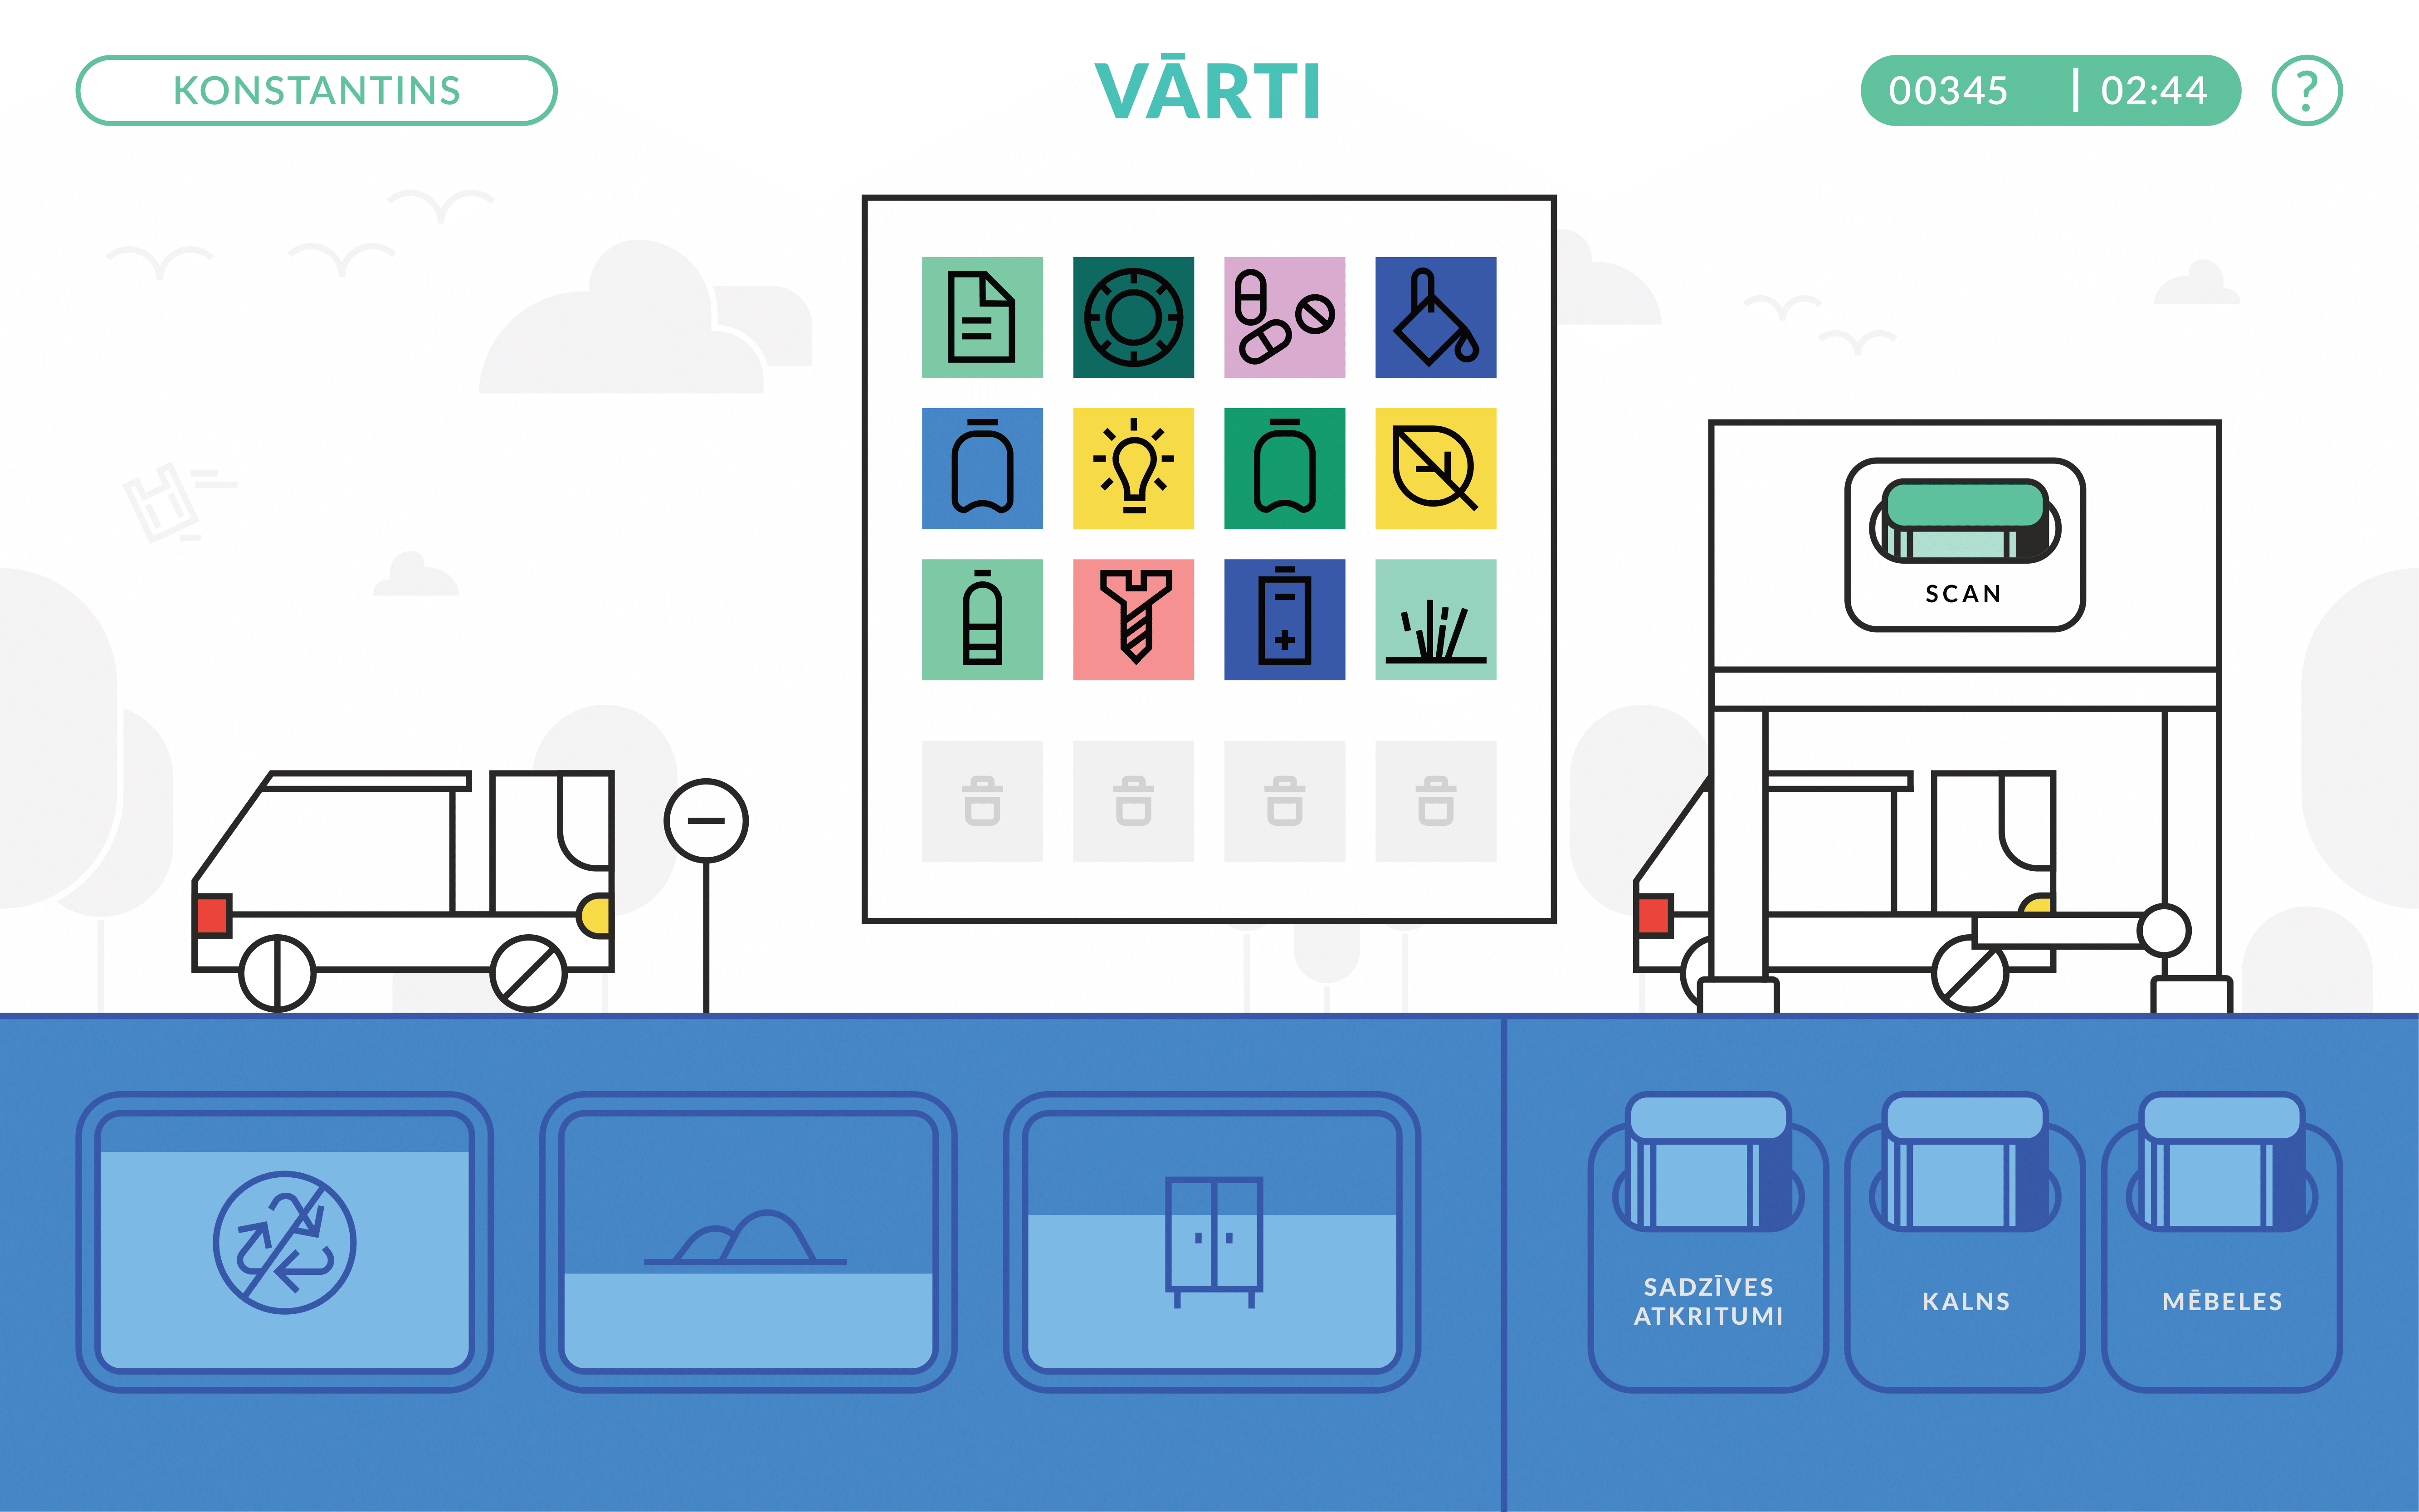 KONSTANTINS
VĀRTI
00345 | 02:44
?
SCAN
SADZĪVES
ATKRITUMI
KALNS
MĒBELES